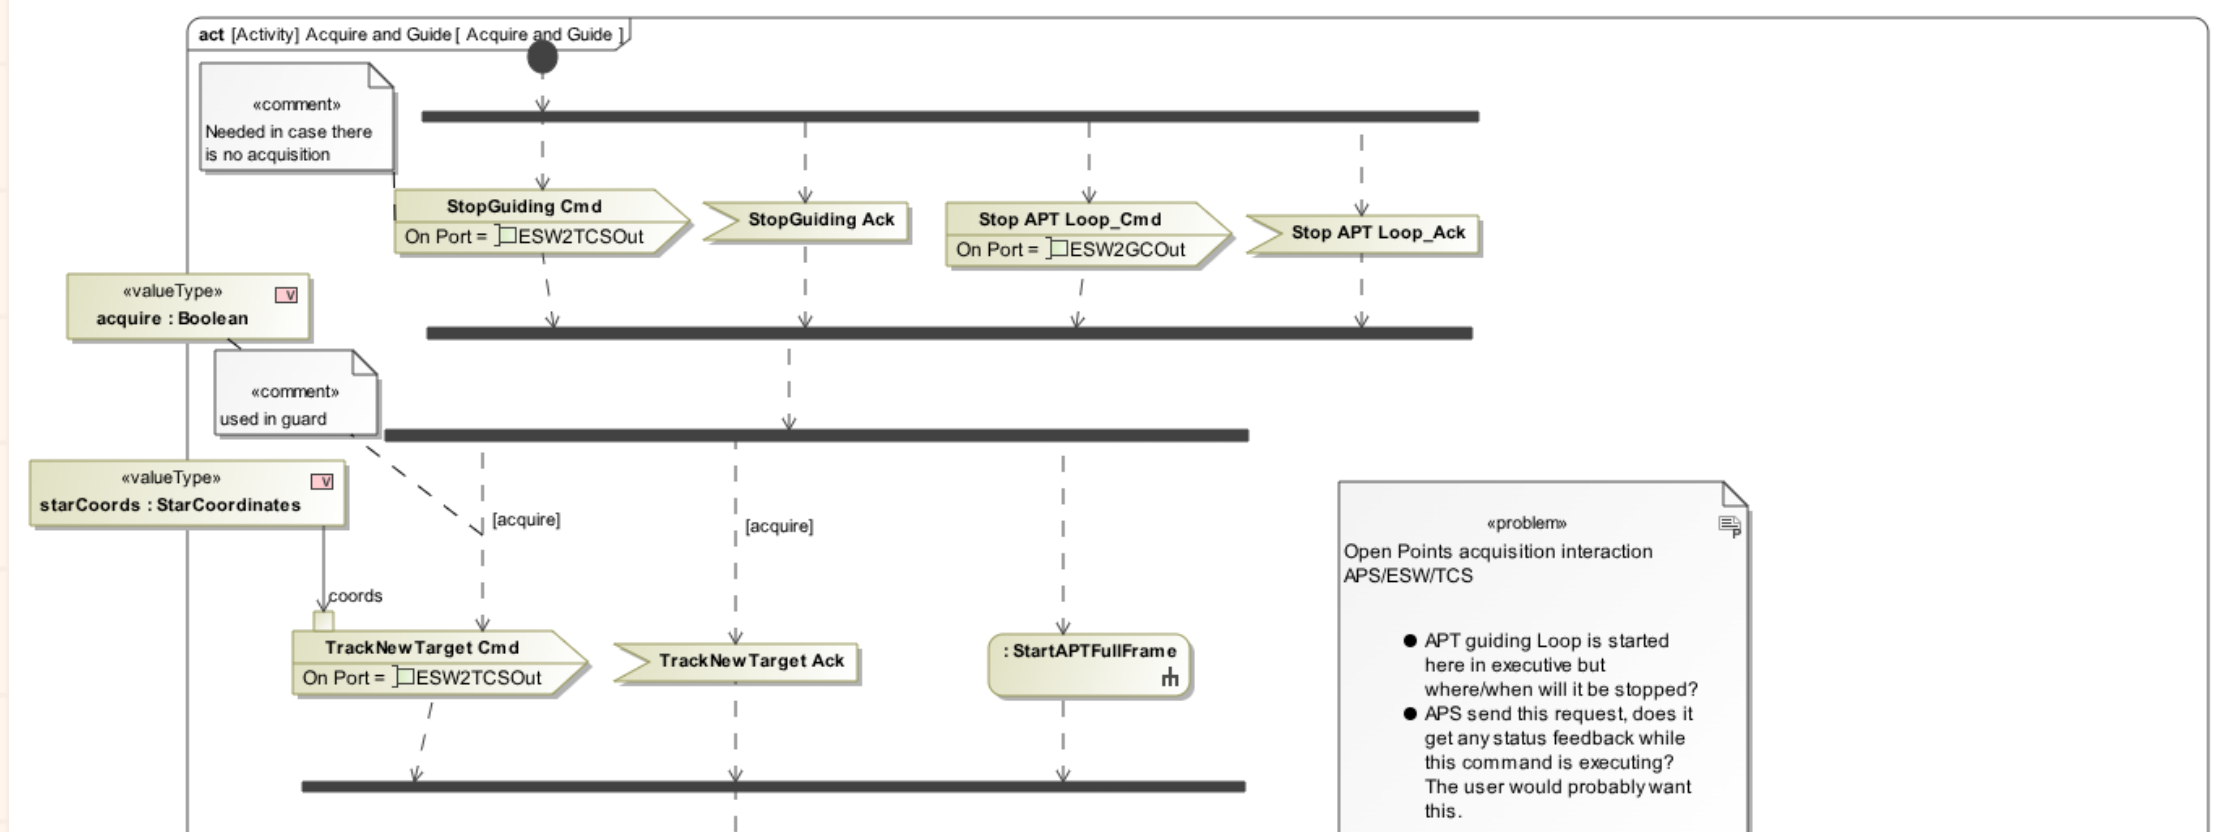 act [Activity] Acquire and Guide [ Acquire and Guide ]
«comment»
Needed in case there
is no acquisition
StopGuiding Cmd
On Port = ESW2TCSOut
StopGuiding Ack
Stop APT Loop_Cmd
On Port = ESW2GCOut
Stop APT Loop_Ack
«valueType»
V
acquire : Boolean
«comment»
used in guard
«valueType»
V
starCoords : StarCoordinates
[acquire]
[acquire]
coords
TrackNewTarget Cmd
On Port = ESW2TCSOut
TrackNewTarget Ack
: StartAPTFullFrame
«problem»
P
Open Points acquisition interaction
APS/ESW/TCS
● APT guiding Loop is started
here in executive but
where/when will it be stopped?
● APS send this request, does it
get any status feedback while
this command is executing?
The user would probably want
this.